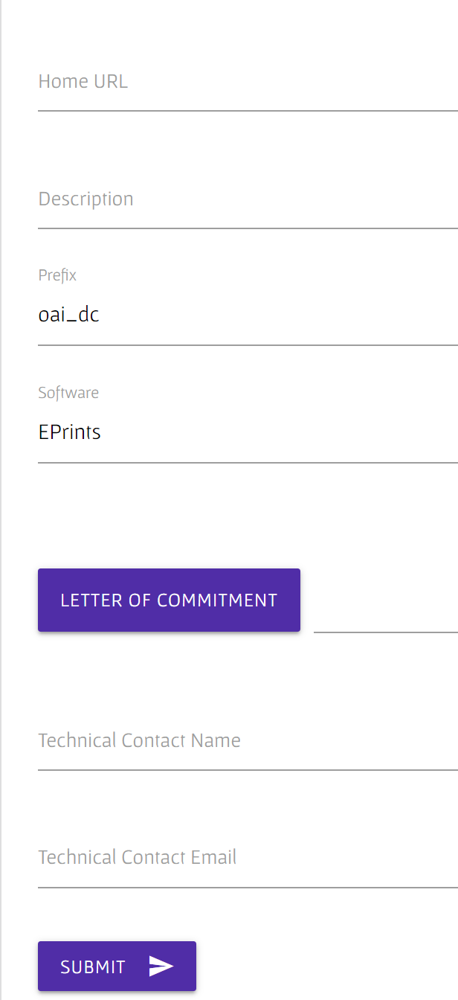 Home URL
Description
Prefix
oai_dc
Software
EPrints
LETTER OF COMMITMENT
Technical Contact Name
Technical Contact Email
SUBMIT